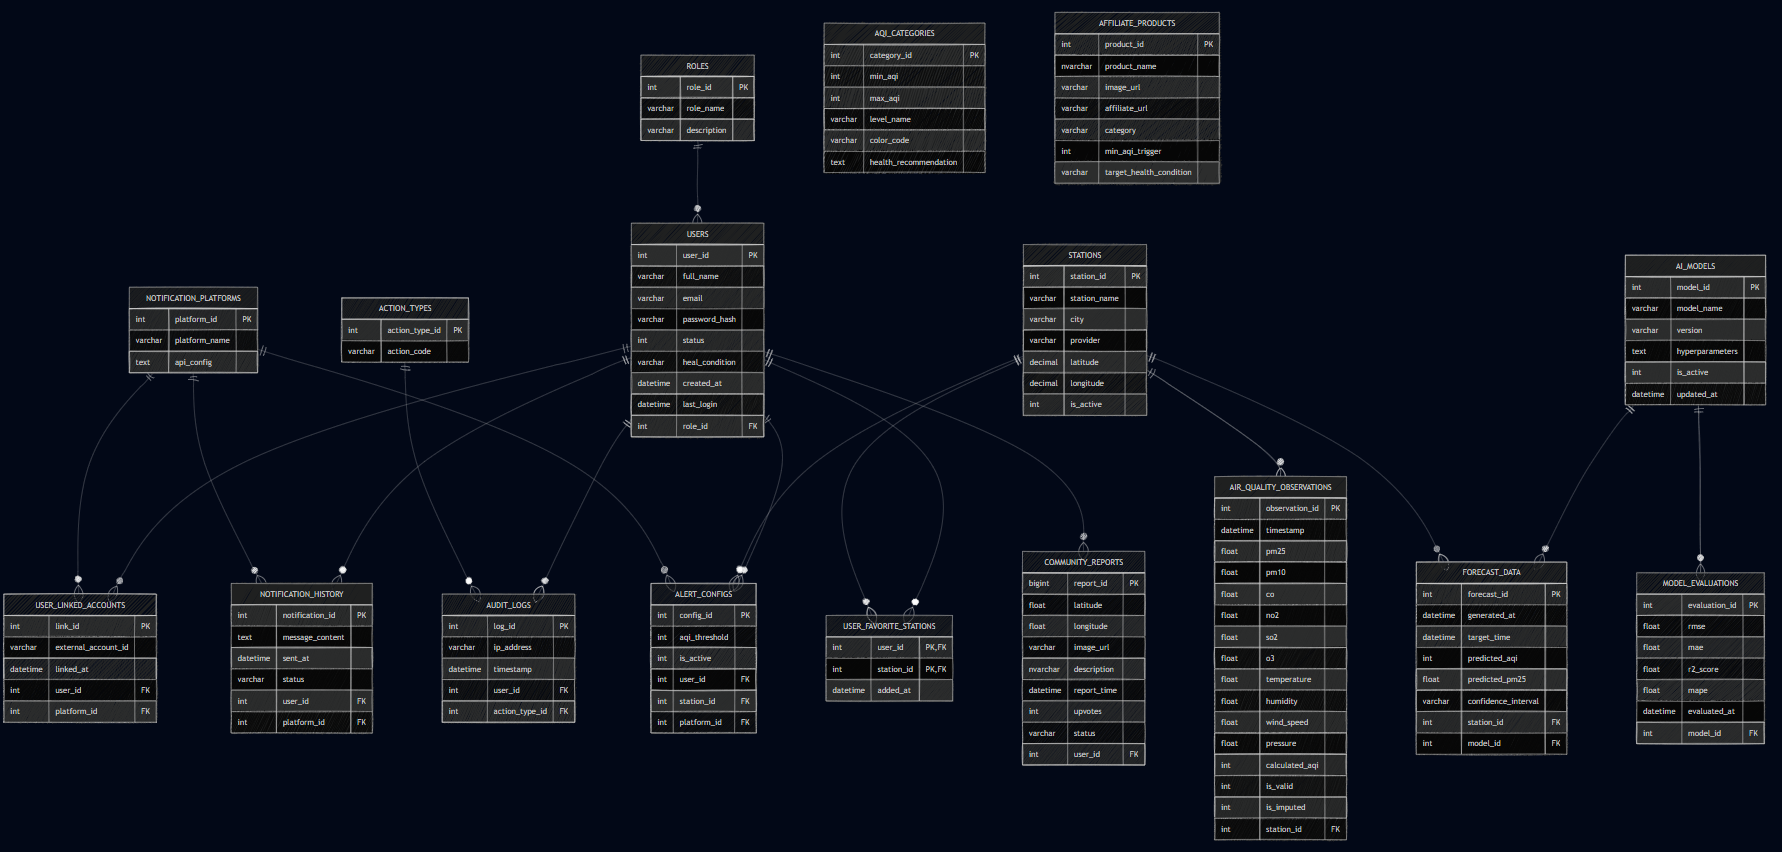 AFFILIATE_PRODUCTS
int product_id PK
nvarchar product_name
varchar image_url
varchar affiliate_url
varchar category
int min_aqi_trigger
varchar target_health_condition
AQI_CATEGORIES
int category_id PK
int min_aqi
int max_aqi
varchar level_name
varchar color_code
text health_recommendation
ROLES
int role_id PK
varchar role_name
varchar description
USERS
int user_id PK
varchar full_name
varchar email
varchar password_hash
int status
varchar heal_condition
datetime created_at
datetime last_login
int role_id FK
STATIONS
int station_id PK
varchar station_name
varchar city
varchar provider
decimal latitude
decimal longitude
int is_active
AI_MODELS
int model_id PK
varchar model_name
varchar version
text hyperparameters
int is_active
datetime updated_at
NOTIFICATION_PLATFORMS
int platform_id PK
varchar platform_name
text api_config
ACTION_TYPES
int action_type_id PK
varchar action_code
USER_LINKED_ACCOUNTS
int link_id PK
varchar external_account_id
datetime linked_at
int user_id FK
int platform_id FK
NOTIFICATION_HISTORY
int notification_id PK
text message_content
datetime sent_at
varchar status
int user_id FK
int platform_id FK
AUDIT_LOGS
int log_id PK
varchar ip_address
datetime timestamp
int user_id FK
int action_type_id FK
ALERT_CONFIGS
int config_id PK
int aqi_threshold
int is_active
int user_id FK
int station_id FK
int platform_id FK
USER_FAVORITE_STATIONS
int user_id PK,FK
int station_id PK,FK
datetime added_at
COMMUNITY_REPORTS
bigint report_id PK
float latitude
float longitude
varchar image_url
nvarchar description
datetime report_time
int upvotes
varchar status
int user_id FK
AIR_QUALITY_OBSERVATIONS
int observation_id PK
datetime timestamp
float pm25
float pm10
float co
float no2
float so2
float o3
float temperature
float humidity
float wind_speed
float pressure
int calculated_aqi
int is_valid
int is_imputed
int station_id FK
FORECAST_DATA
int forecast_id PK
datetime generated_at
datetime target_time
int predicted_aqi
float predicted_pm25
varchar confidence_interval
int station_id FK
int model_id FK
MODEL_EVALUATIONS
int evaluation_id PK
float rmse
float mae
float r2_score
float mape
datetime evaluated_at
int model_id FK